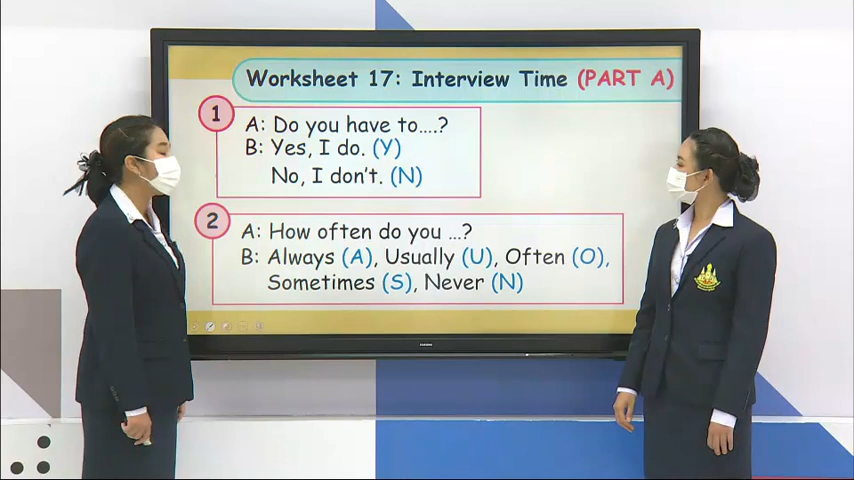 Worksheet 17: Interview Time (PART A)
1
A: Do you have to....?
B: Yes, I do. (Y)
No, I don't. (N)
2
A: How often do you ...?
B: Always (A), Usually (U), Often (O),
Sometimes (S), Never (N)
SAMSUNG